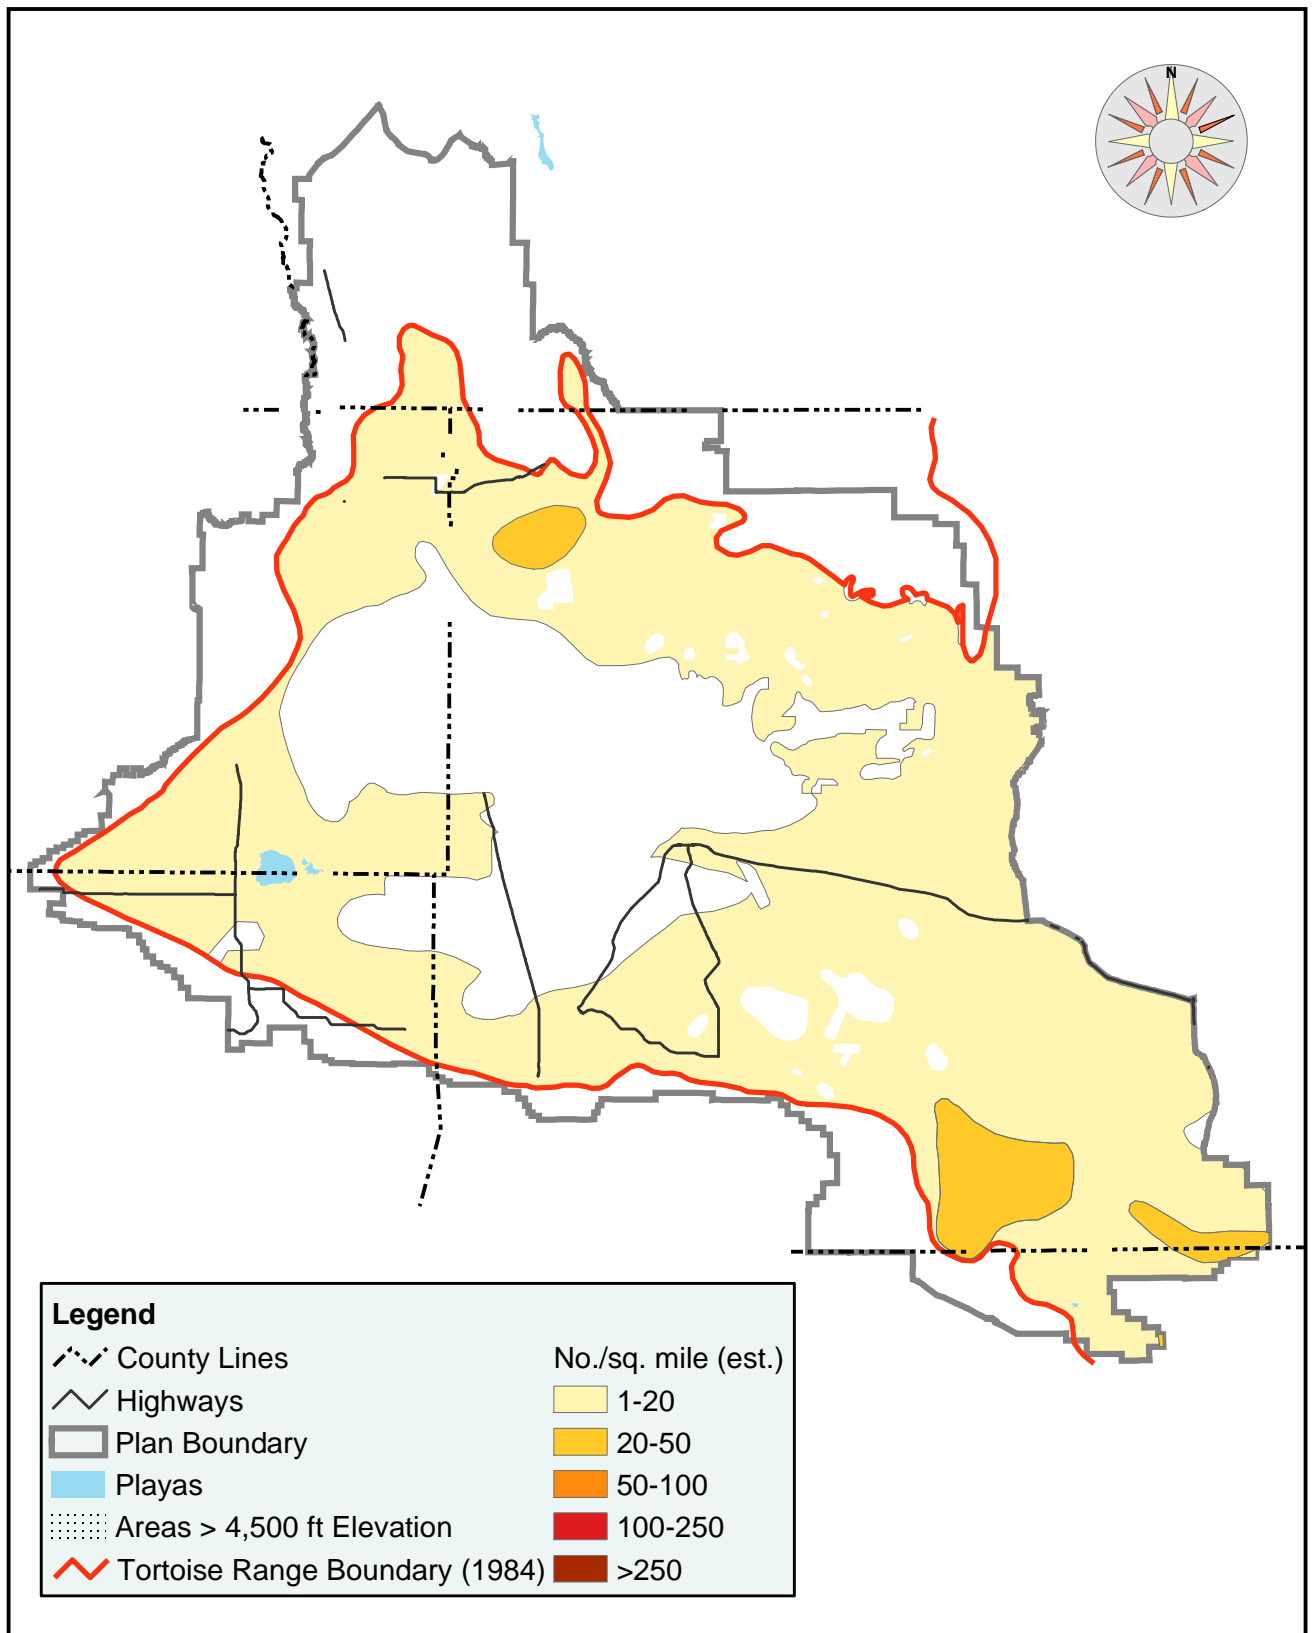 N
Legend
County Lines
Highways
Plan Boundary
Playas
Areas > 4,500 ft Elevation
Tortoise Range Boundary (1984)
No./sq. mile (est.)
1-20
20-50
50-100
100-250
>250